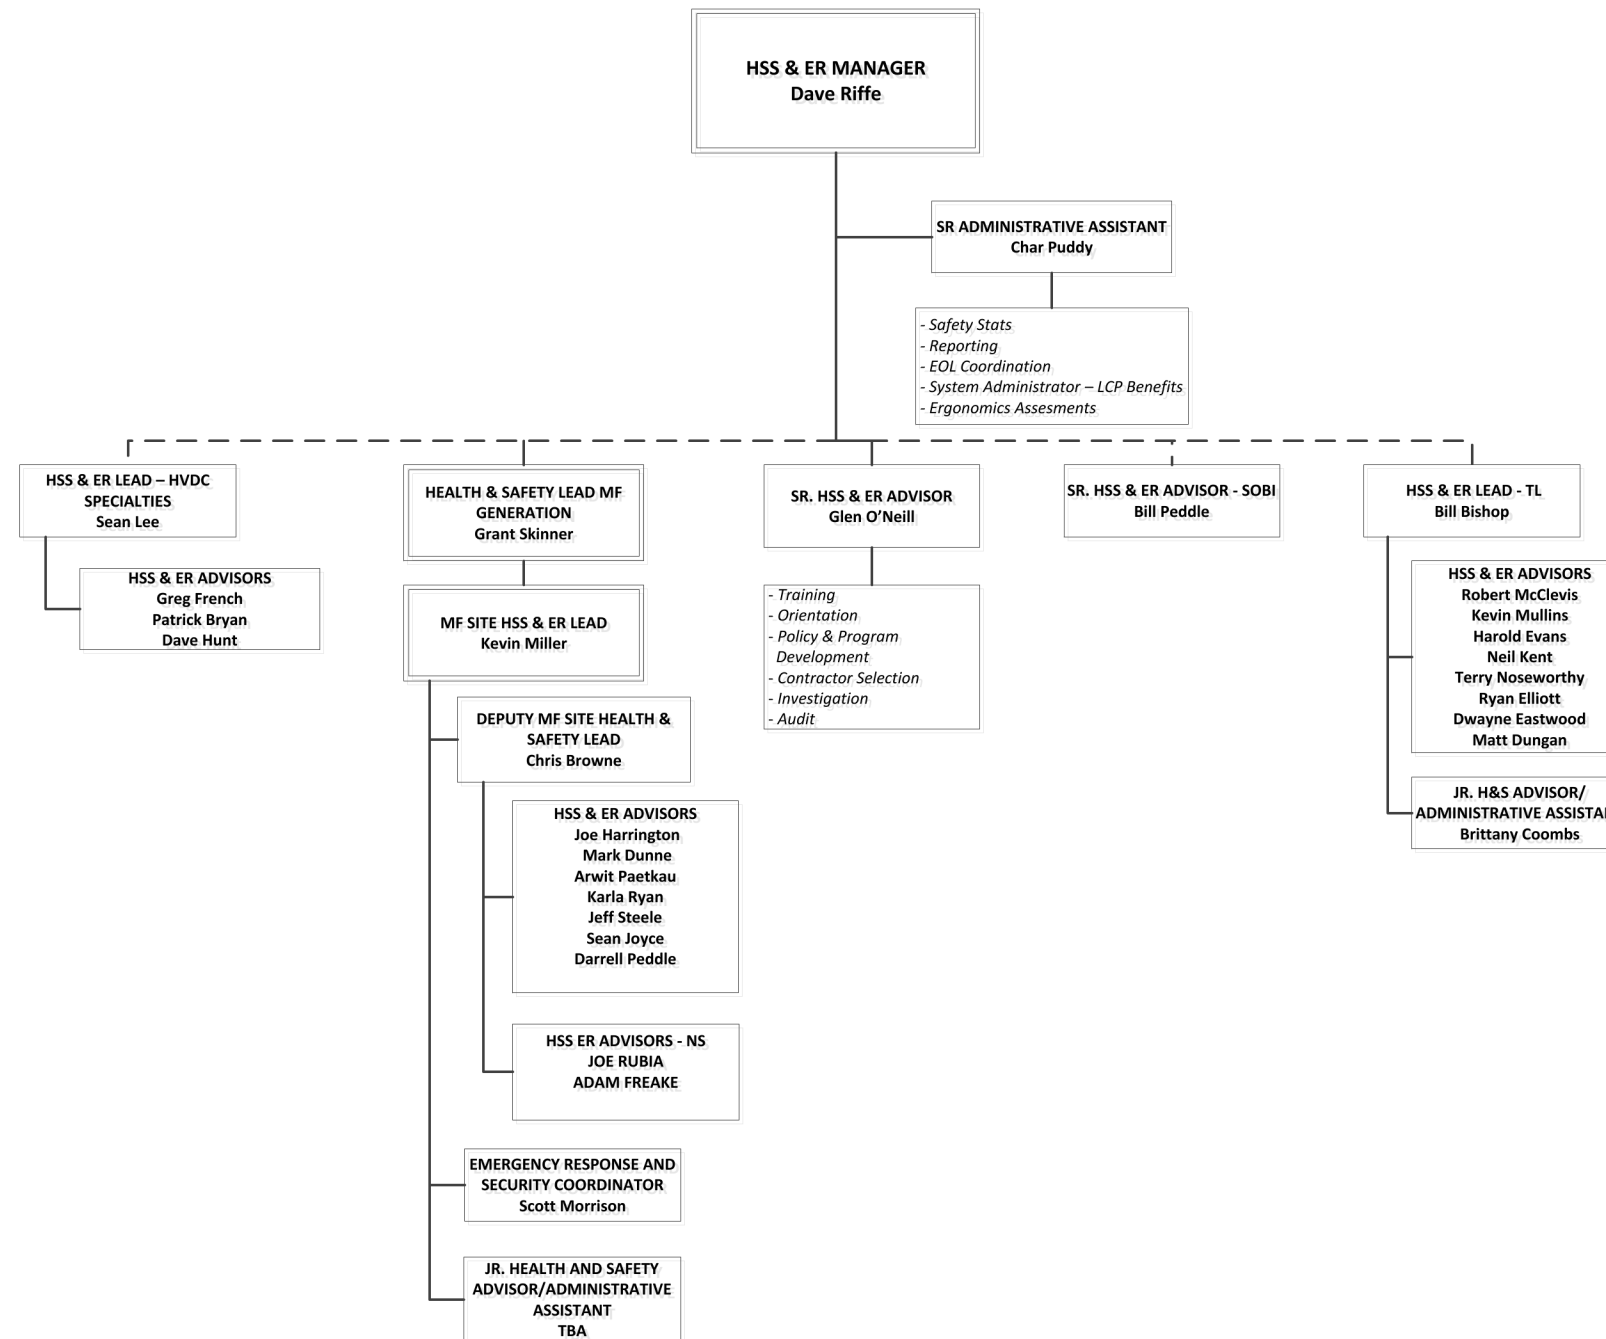 HSS & ER MANAGER
Dave Riffe
SR ADMINISTRATIVE ASSISTANT
Char Puddy
- Safety Stats
- Reporting
- EOL Coordination
- System Administrator – LCP Benefits
- Ergonomics Assesments
HSS & ER LEAD – HVDC
SPECIALTIES
Sean Lee
HSS & ER ADVISORS
Greg French
Patrick Bryan
Dave Hunt
HEALTH & SAFETY LEAD MF
GENERATION
Grant Skinner
MF SITE HSS & ER LEAD
Kevin Miller
DEPUTY MF SITE HEALTH &
SAFETY LEAD
Chris Browne
HSS & ER ADVISORS
Joe Harrington
Mark Dunne
Arwit Paetkau
Karla Ryan
Jeff Steele
Sean Joyce
Darrell Peddle
HSS ER ADVISORS - NS
JOE RUBIA
ADAM FREAKE
EMERGENCY RESPONSE AND
SECURITY COORDINATOR
Scott Morrison
JR. HEALTH AND SAFETY
ADVISOR/ADMINISTRATIVE
ASSISTANT
TBA
SR. HSS & ER ADVISOR
Glen O’Neill
- Training
- Orientation
- Policy & Program
Development
- Contractor Selection
- Investigation
- Audit
SR. HSS & ER ADVISOR - SOBI
Bill Peddle
HSS & ER LEAD - TL
Bill Bishop
HSS & ER ADVISORS
Robert McClevis
Kevin Mullins
Harold Evans
Neil Kent
Terry Noseworthy
Ryan Elliott
Dwayne Eastwood
Matt Dungan
JR. H&S ADVISOR/
ADMINISTRATIVE
Brittany Coombs